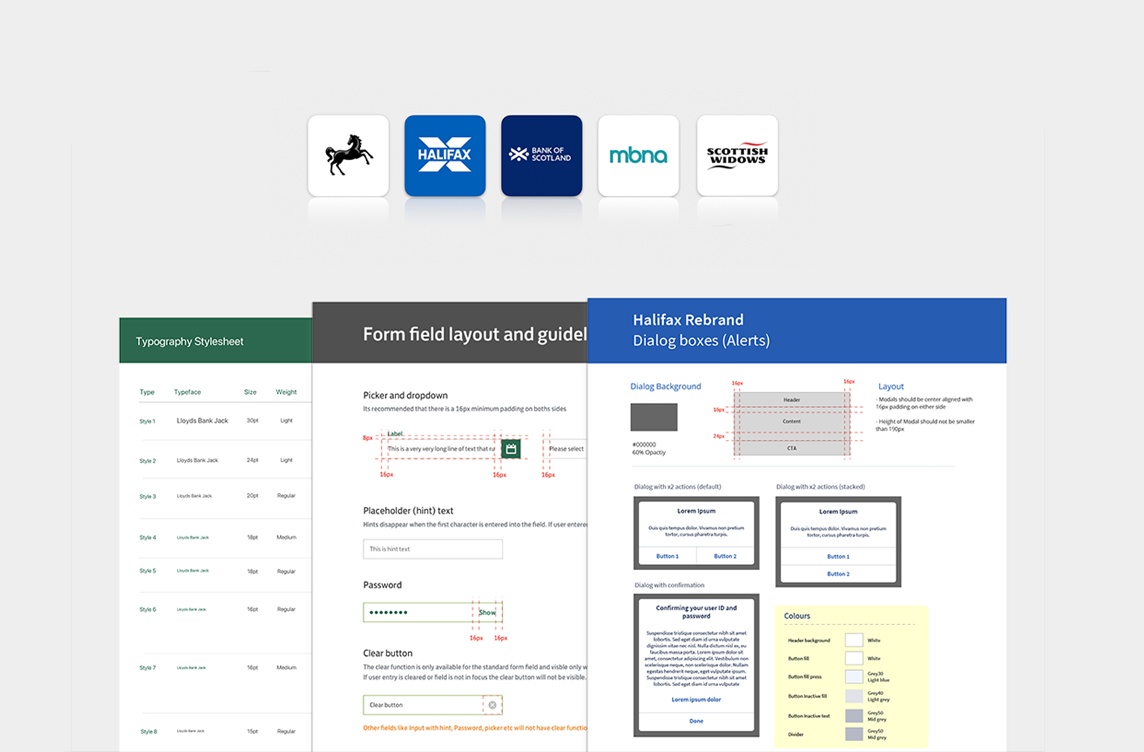 HALIFAX
BANK OF
SCOTLAND
mbna
SCOTTISH
WIDOWS
Typography Stylesheet
Type Typeface Size Weight
Style 1 Lloyds Bank Jack 30pt Light
Style 2 Lloyds Bank Jack 24pt Light
Style 3 Lloyds Bank Jack 20pt Regular
Style 4 Lloyds Bank Jack 18pt Medium
Style 5 Lloyds Bank Jack 18pt Regular
Style 6 Lloyds Bank Jack 16pt Regular
Style 7 Lloyds Bank Jack 16pt Medium
Style 8 Lloyds Bank Jack 15pt Regular
Form field layout and guidel
Picker and dropdown
Its recommended that there is a 16px minimum padding on boths sides
Label
8px
This is a very very long line of text that ru
Please select
16px 16px 16px
Placeholder (hint) text
Hints disappear when the first character is entered into the field. If user entere
This is hint text
Password
Show
16px 16px
Clear button
The clear function is only available for the standard form field and visble only w
If user entry is cleared or field is not in focus the clear button will not be visible.
Clear button
Other fields like Input with hint, Password, picker etc will not have clear functio
Halifax Rebrand
Dialog boxes (Alerts)
Dialog Background
#000000
60% Opactiy
16px 16px
16px
24px
Header
Content
CTA
Layout
- Modals should be center aligned with
16px padding on either side
- Height of Modal should not be smaller
than 190px
Dialog with x2 actions (default)
Lorem Ipsum
Duis quis tempus dolor. Vivamus non pretium
tortor, cursus pharetra turpis.
Button 1 Button 2
Dialog with x2 actions (stacked)
Lorem Ipsum
Duis quis tempus dolor. Vivamus non pretium
tortor, cursus pharetra turpis.
Button 1
Button 2
Dialog with confirmation
Confirming your user ID and
password
Suspendisse tristique consectetur nibh sit amet
lobortis. Sed eget diam id urna vulputate
dignissim vitae nec mi. Nulla dictum nisl ex, eu
faucibus massa porta. Lorem ipsum dolor sit
amet, consectetur adipiscing elit. Vestibulum non
scelerisque neque, non scelerisque dolor. Nullam
egestas hendrerit neque, eget vulputate diam.
Suspendisse tristique consectetur nibh sit amet
lobortis. Sed eget diam id urna vulputate
Lorem ipsum dolor
Done
Colours
Header background White
Button fill White
Button fill press Grey30
Light blue
Button Inactive fill Grey40
Light grey
Button inactive text Grey50
Mid grey
Divider Grey50
Mid grey